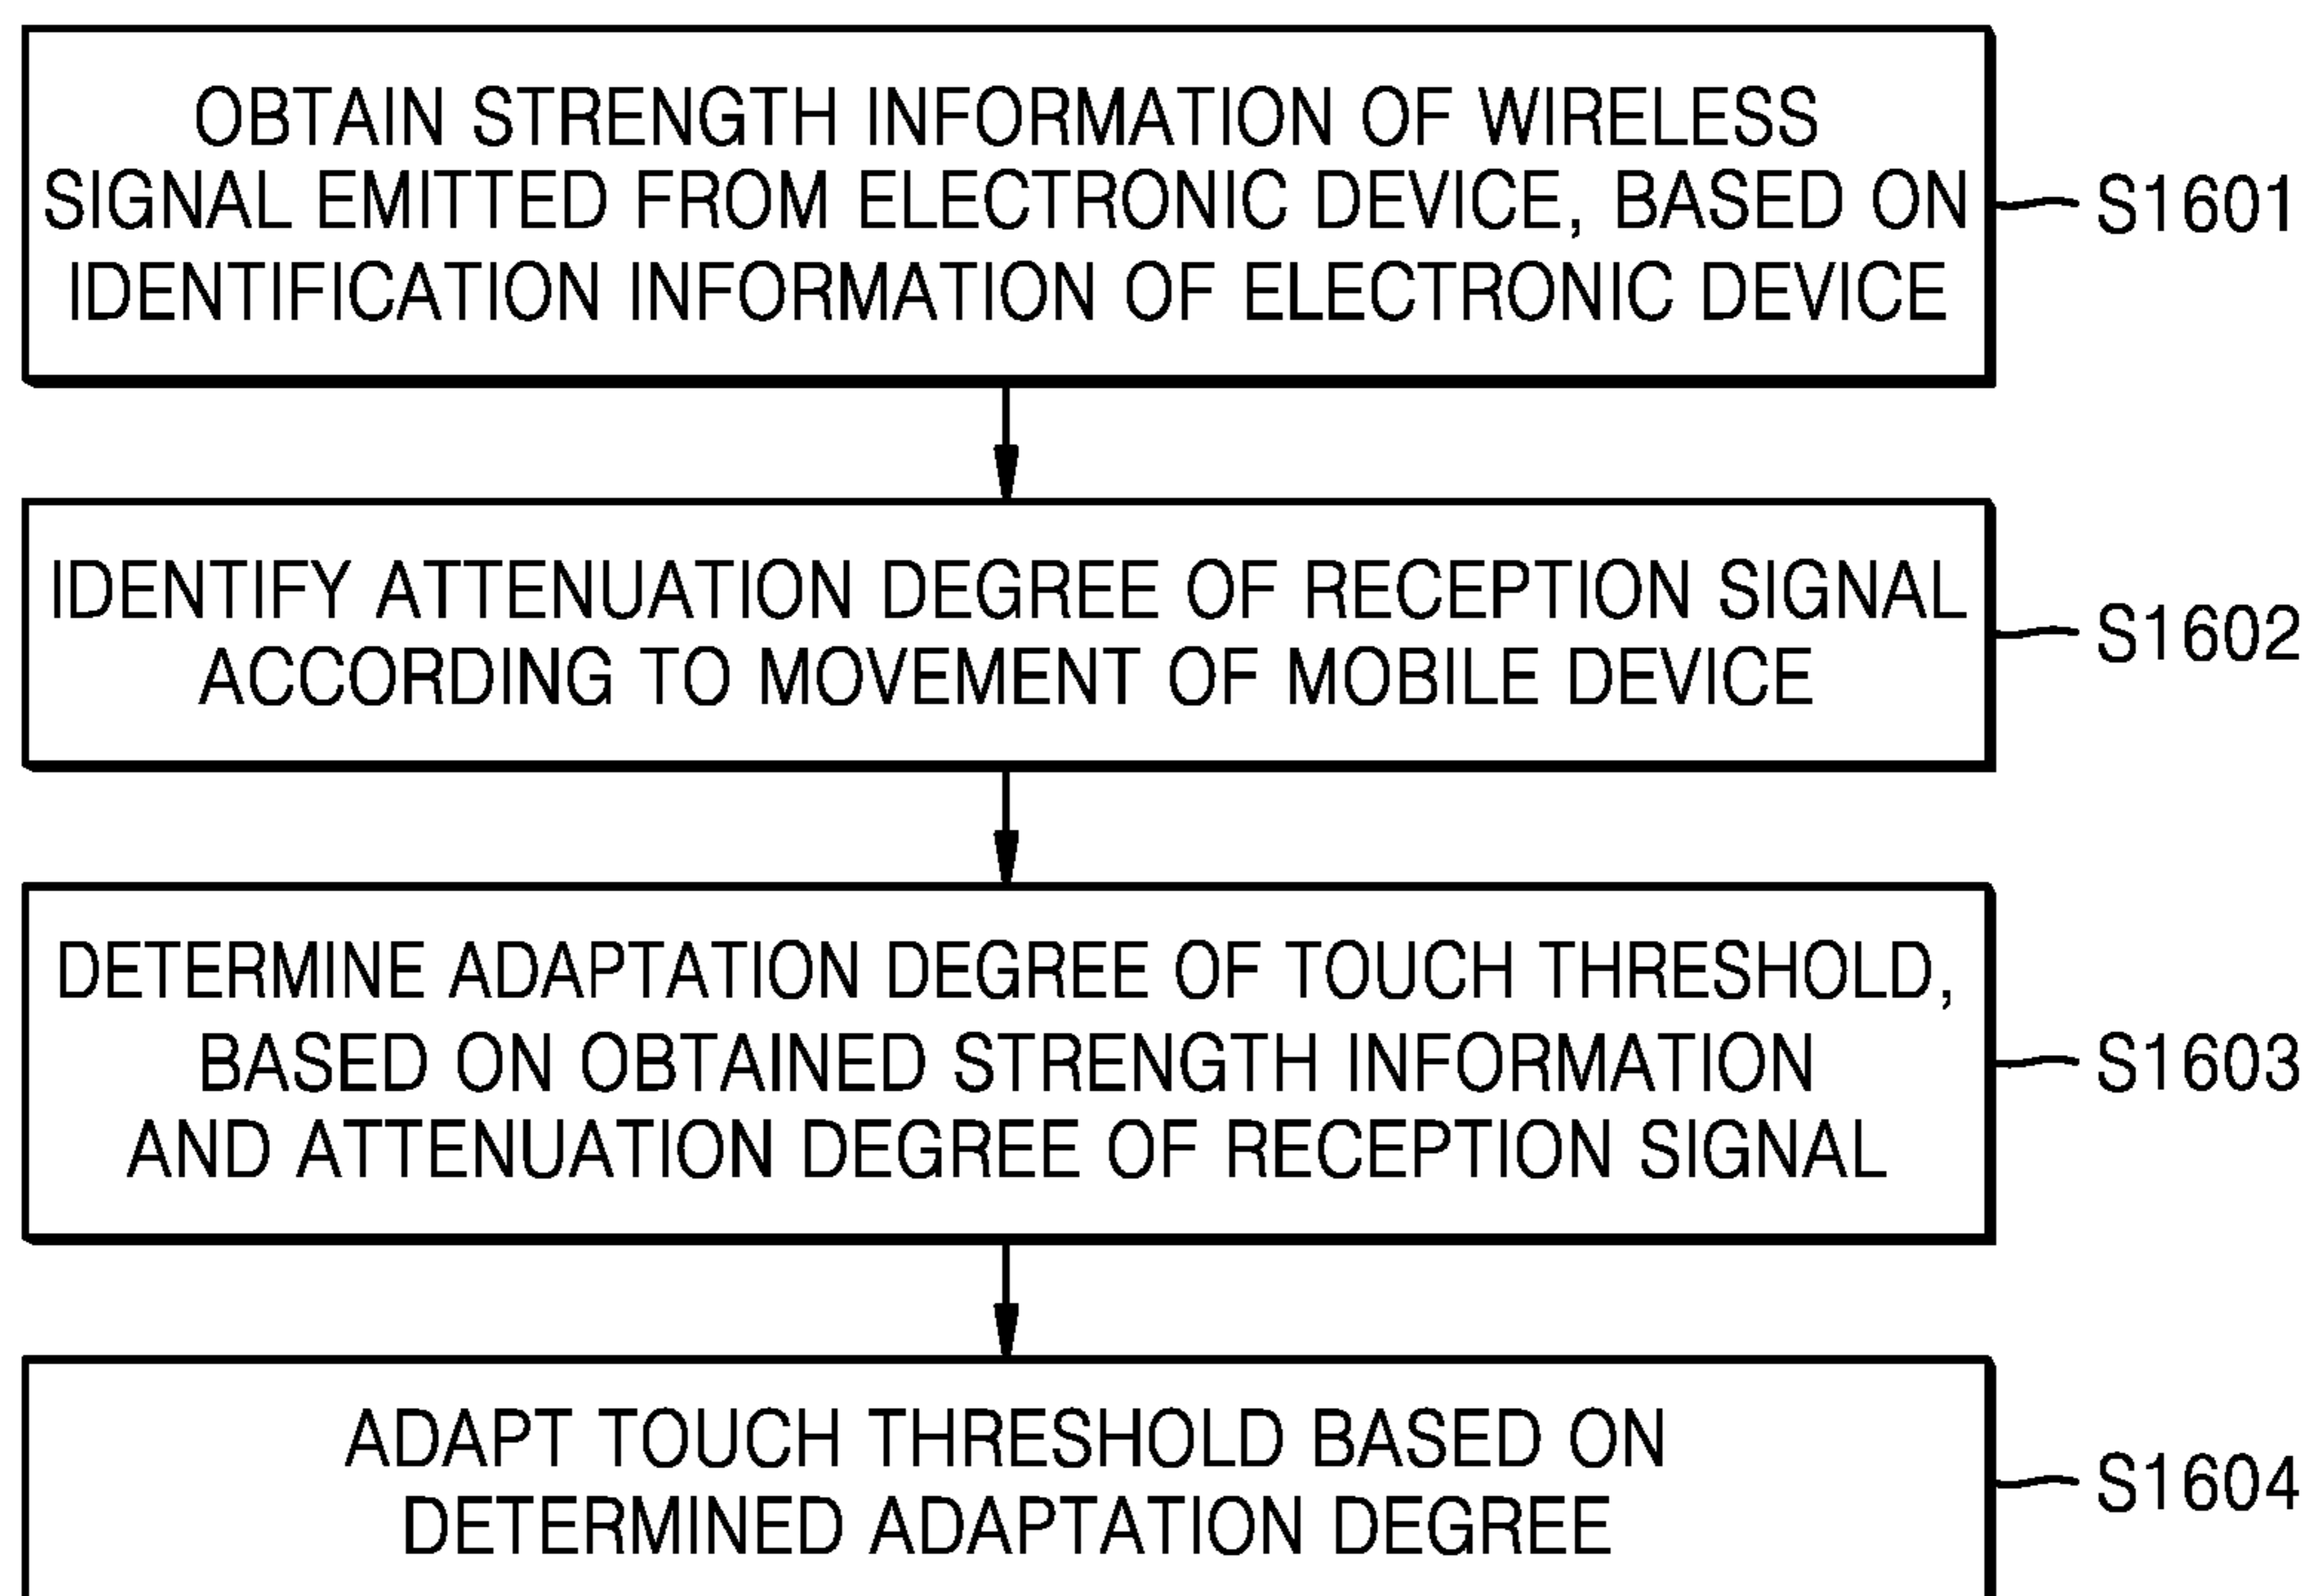 OBTAIN STRENGTH INFORMATION OF WIRELESS
SIGNAL EMITTED FROM ELECTRONIC DEVICE, BASED ON
IDENTIFICATION INFORMATION OF ELECTRONIC DEVICE
S1601
IDENTIFY ATTENUATION DEGREE OF RECEPTION SIGNAL
ACCORDING TO MOVEMENT OF MOBILE DEVICE
S1602
DETERMINE ADAPTATION DEGREE OF TOUCH THRESHOLD,
BASED ON OBTAINED STRENGTH INFORMATION
AND ATTENUATION DEGREE OF RECEPTION SIGNAL
S1603
ADAPT TOUCH THRESHOLD BASED ON
DETERMINED ADAPTATION DEGREE
S1604